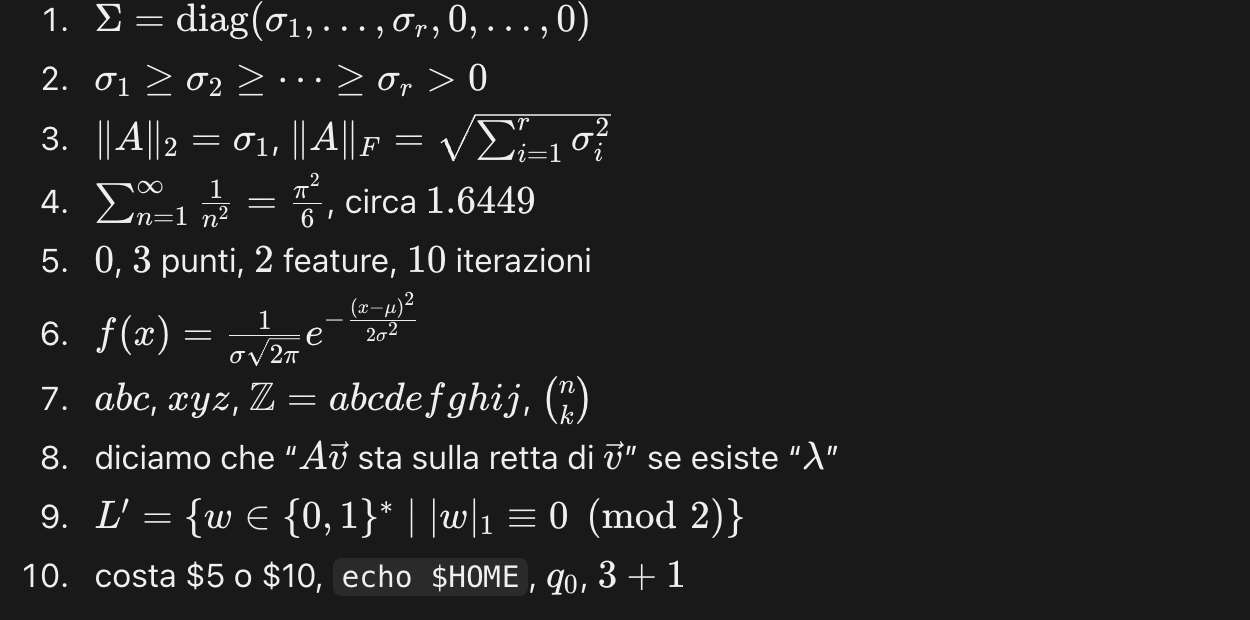 1. Σ = diag(σ₁, . . . , σᵣ, 0, . . . , 0)
2. σ₁ ≥ σ₂ ≥ ⋯ ≥ σᵣ > 0
3. ‖A‖₂ = σ₁, ‖A‖_F = √(∑ᵢ₌₁ʳ σᵢ²)
4. ∑ₙ₌₁^∞ 1/n² = π²/6, circa 1.6449
5. 0, 3 punti, 2 feature, 10 iterazioni
6. f(x) = 1/(σ√2π) e^(−(x−μ)²/(2σ²))
7. abc, xyz, ℤ = abcdefghij, (n k)
8. diciamo che “Av⃗ sta sulla retta di v⃗” se esiste “λ”
9. L′ = {w ∈ {0, 1}* | |w|₁ ≡ 0 (mod 2)}
10. costa $5 o $10, echo $HOME, q₀, 3 + 1